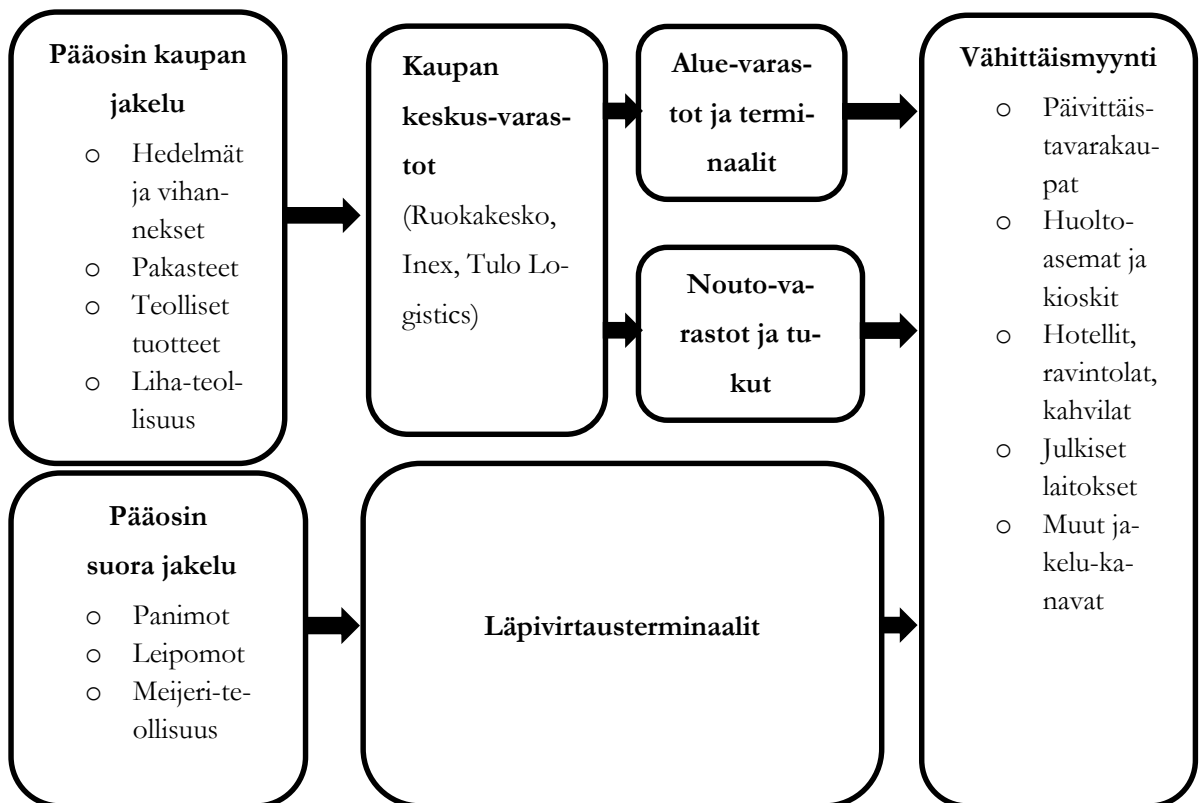 Pääosin kaupan
jakelu
o Hedelmät
ja vihan-
nekset
o Pakasteet
o Teolliset
tuotteet
o Liha-teol-
lisuus
Kaupan
keskus-varas-
tot
(Ruokakesko,
Inex, Tulo Lo-
gistics)
Alue-varas-
tot ja termi-
naalit
Nouto-va-
rastot ja tu-
kut
Vähittäismyynti
o Päivittäis-
tavarakau-
pat
o Huolto-
asemat ja
kioskit
o Hotellit,
ravintolat,
kahvilat
o Julkiset
laitokset
o Muut ja-
kelu-ka-
navat
Pääosin
suora jakelu
o Panimot
o Leipomot
o Meijeri-te-
ollisuus
Läpivirtausterminaalit